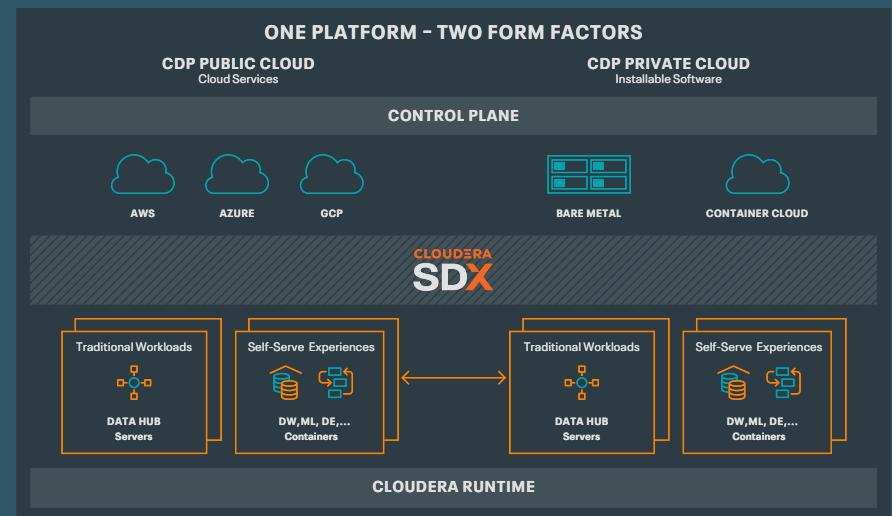 ONE PLATFORM – TWO FORM FACTORS
CDP PUBLIC CLOUD
Cloud Services
CDP PRIVATE CLOUD
Installable Software
CONTROL PLANE
AWS
AZURE
GCP
BARE METAL
CONTAINER CLOUD
CLOUDERA
SDX
Traditional Workloads
DATA HUB
Servers
Self-Serve Experiences
DW,ML, DE,...
Containers
Traditional Workloads
DATA HUB
Servers
Self-Serve Experiences
DW,ML, DE,...
Containers
CLOUDERA RUNTIME